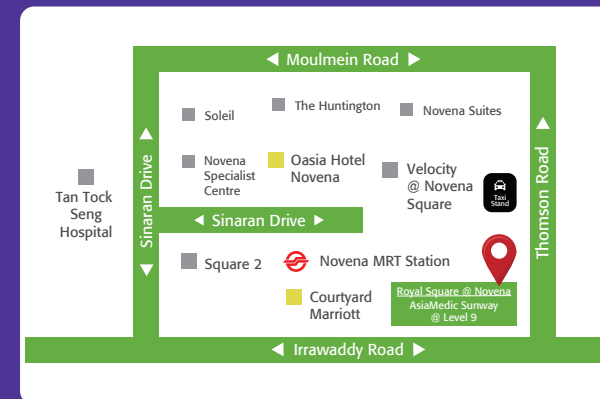 Moulmein Road
Soleil
The Huntington
Novena Suites
Novena
Specialist
Centre
Oasia Hotel
Novena
Velocity
@ Novena
Square
Taxi
Stand
Tan Tock
Seng
Hospital
Sinaran Drive
Thomson Road
Sinaran Drive
Square 2
Novena MRT Station
Courtyard
Marriott
Royal Square @ Novena
AsiaMedic Sunway
@ Level 9
Irrawaddy Road